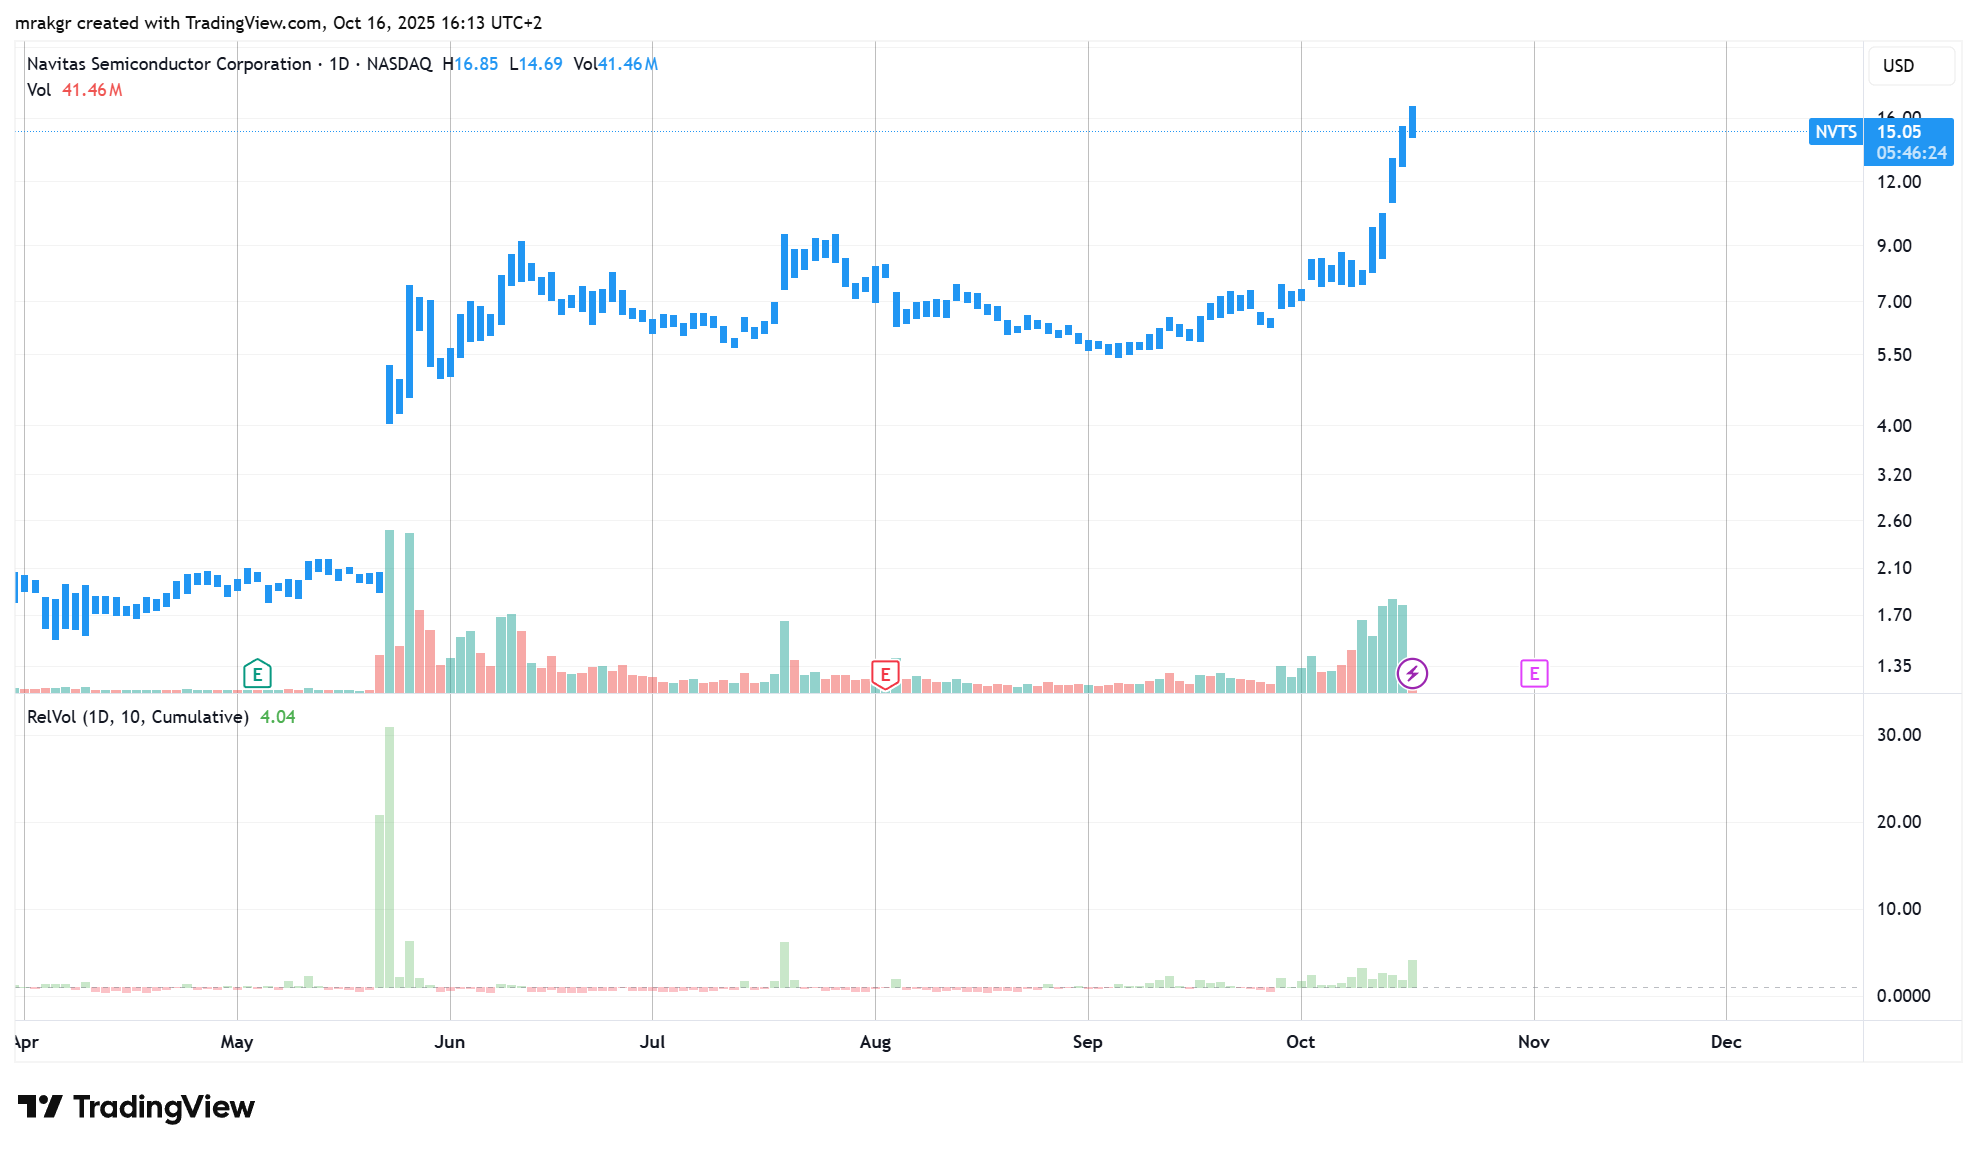 mrakgr created with TradingView.com, Oct 16, 2025 16:13 UTC+2
Navitas Semiconductor Corporation · 1D · NASDAQ H16.85 L14.69 Vol41.46M
Vol 41.46M
USD
16.00
NVTS 15.05
05:46:24
12.00
9.00
7.00
5.50
4.00
3.20
2.60
2.10
1.70
1.35
E
E
E
RelVol (1D, 10, Cumulative) 4.04
30.00
20.00
10.00
0.0000
Apr May Jun Jul Aug Sep Oct Nov Dec
TradingView